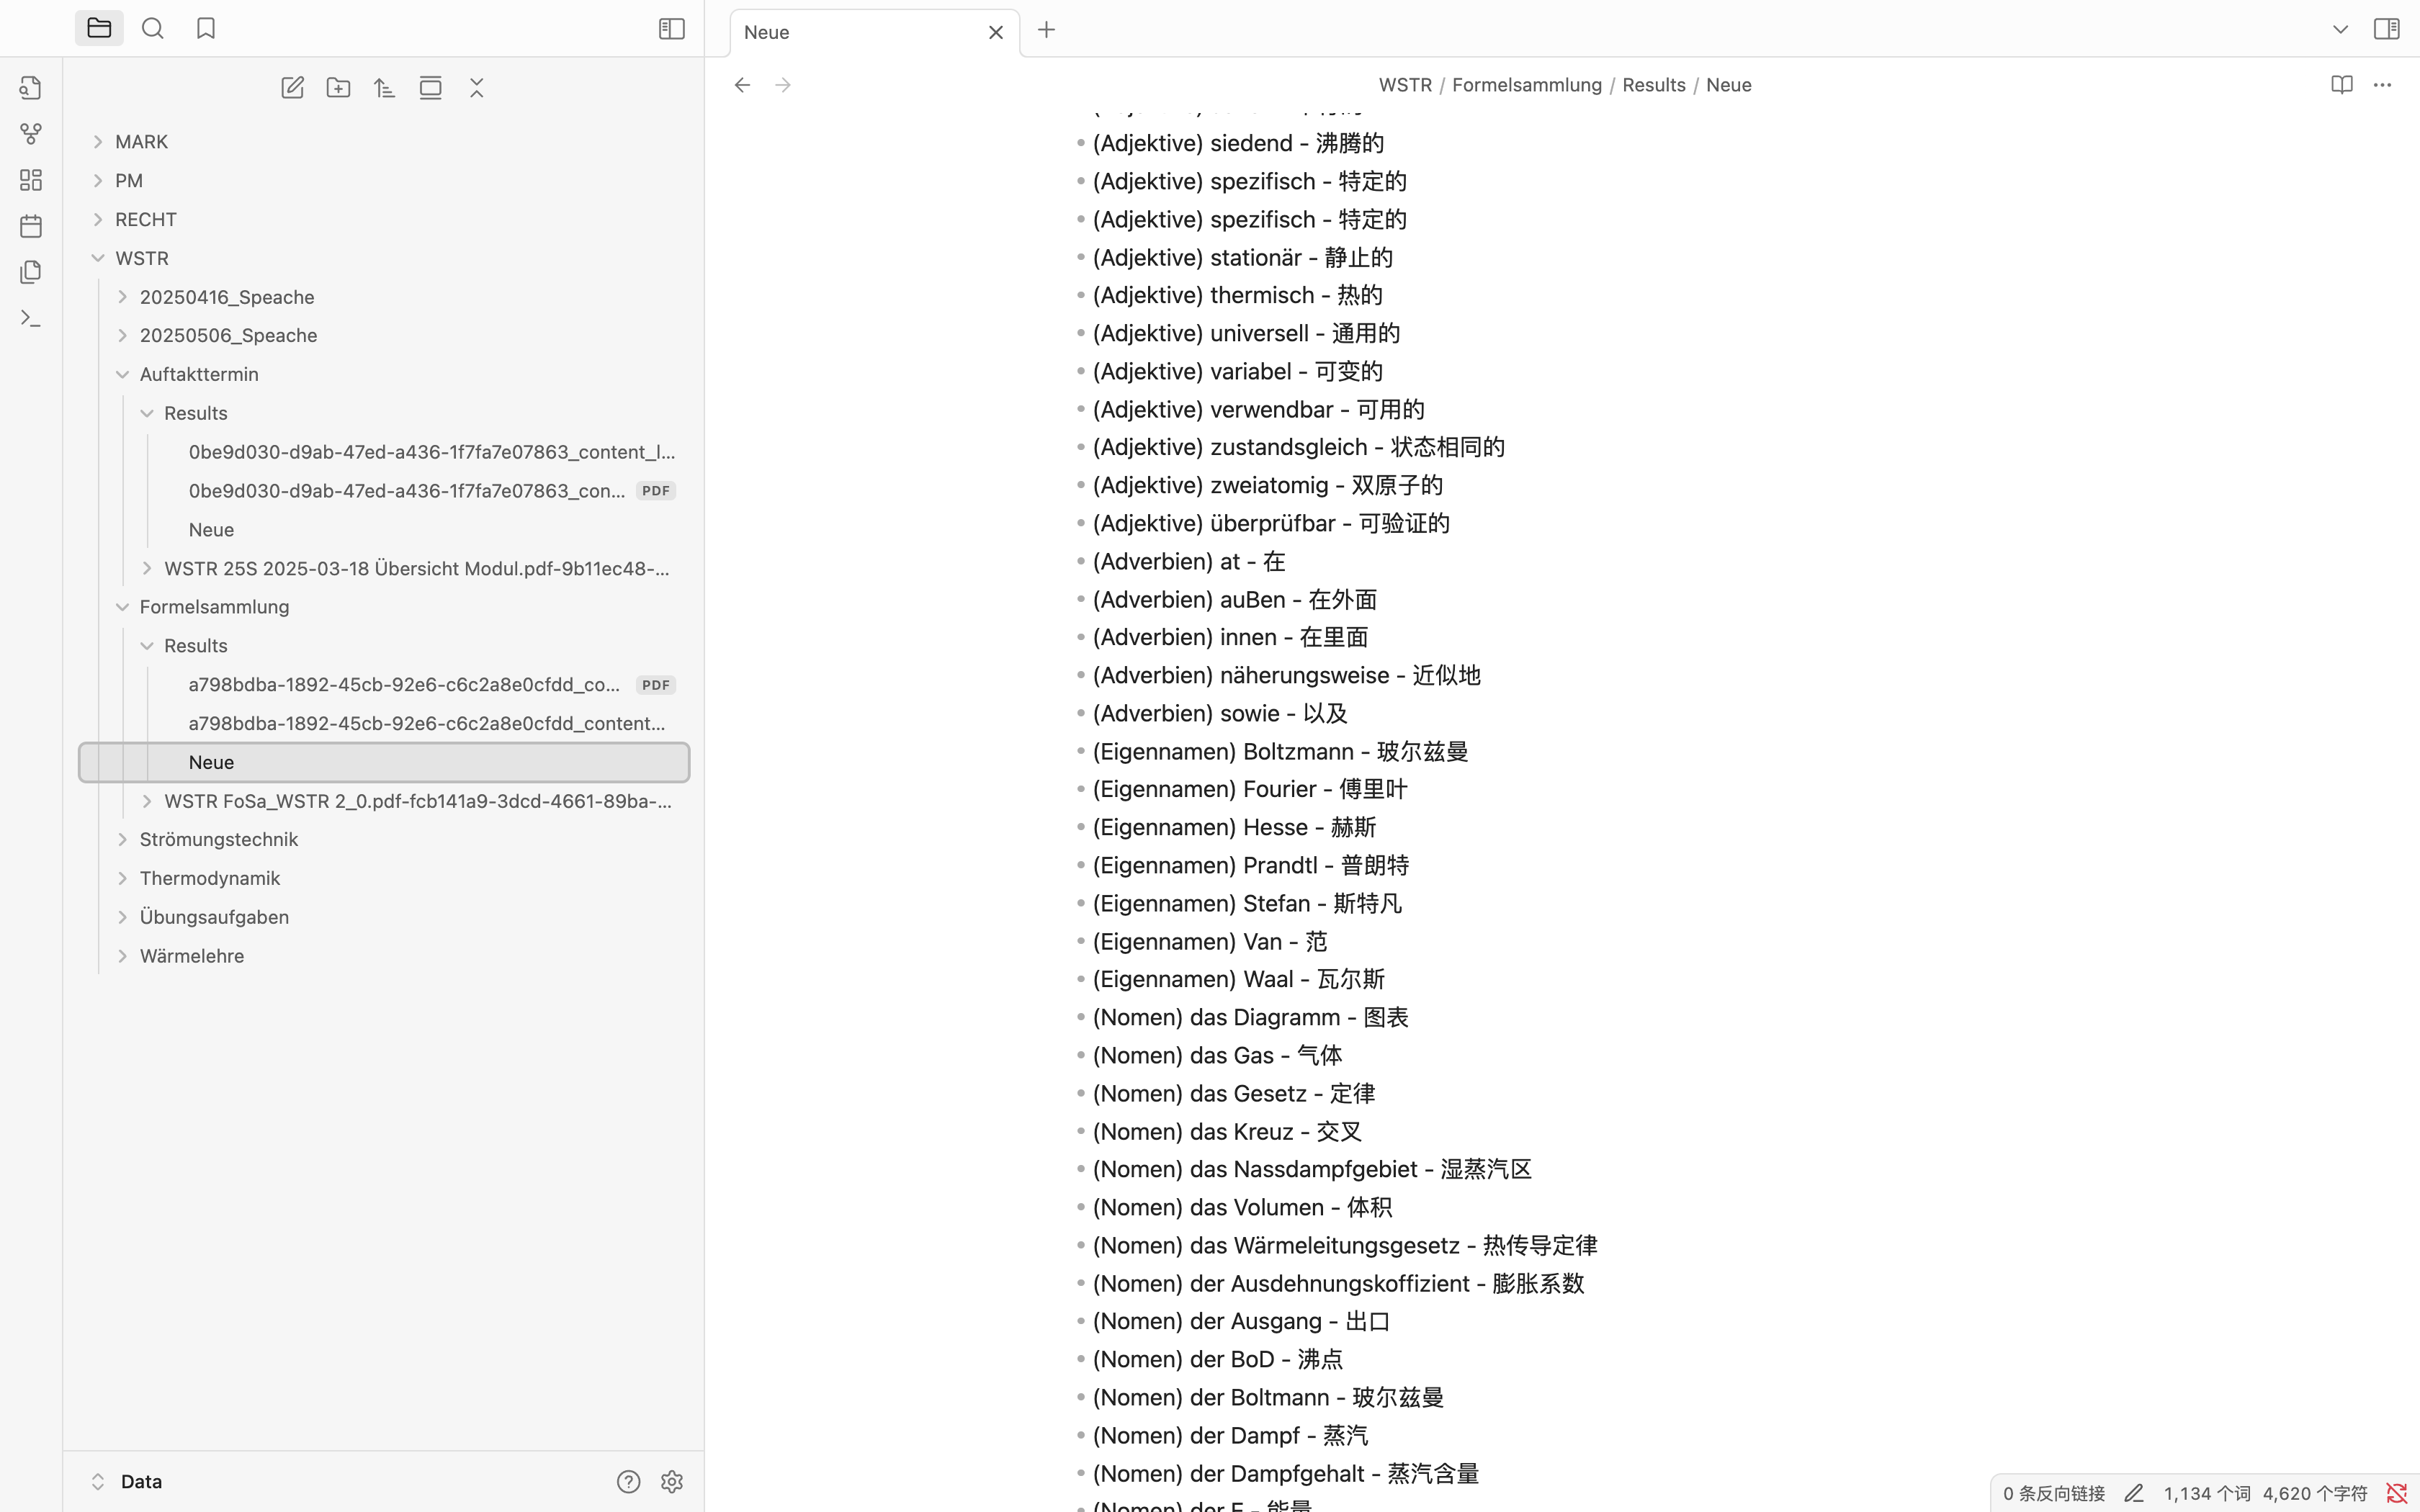 Neue
WSTR / Formelsammlung / Results / Neue
MARK
PM
RECHT
WSTR
20250416_Speache
20250506_Speache
Auftakttermin
Results
0be9d030-d9ab-47ed-a436-1f7fa7e07863_content_l...
0be9d030-d9ab-47ed-a436-1f7fa7e07863_con... PDF
Neue
WSTR 25S 2025-03-18 Übersicht Modul.pdf-9b11ec48-...
Formelsammlung
Results
a798bdba-1892-45cb-92e6-c6c2a8e0cfdd_co... PDF
a798bdba-1892-45cb-92e6-c6c2a8e0cfdd_content...
Neue
WSTR FoSa_WSTR 2_0.pdf-fcb141a9-3dcd-4661-89ba-...
Strömungstechnik
Thermodynamik
Übungsaufgaben
Wärmelehre
Data
(Adjektive) siedend - 沸腾的
(Adjektive) spezifisch - 特定的
(Adjektive) spezifisch - 特定的
(Adjektive) stationär - 静止的
(Adjektive) thermisch - 热的
(Adjektive) universell - 通用的
(Adjektive) variabel - 可变的
(Adjektive) verwendbar - 可用的
(Adjektive) zustandsgleich - 状态相同的
(Adjektive) zweiatomig - 双原子的
(Adjektive) überprüfbar - 可验证的
(Adverbien) at - 在
(Adverbien) auBen - 在外面
(Adverbien) innen - 在里面
(Adverbien) näherungsweise - 近似地
(Adverbien) sowie - 以及
(Eigennamen) Boltzmann - 玻尔兹曼
(Eigennamen) Fourier - 傅里叶
(Eigennamen) Hesse - 赫斯
(Eigennamen) Prandtl - 普朗特
(Eigennamen) Stefan - 斯特凡
(Eigennamen) Van - 范
(Eigennamen) Waal - 瓦尔斯
(Nomen) das Diagramm - 图表
(Nomen) das Gas - 气体
(Nomen) das Gesetz - 定律
(Nomen) das Kreuz - 交叉
(Nomen) das Nassdampfgebiet - 湿蒸汽区
(Nomen) das Volumen - 体积
(Nomen) das Wärmeleitungsgesetz - 热传导定律
(Nomen) der Ausdehnungskoffizient - 膨胀系数
(Nomen) der Ausgang - 出口
(Nomen) der BoD - 沸点
(Nomen) der Boltmann - 玻尔兹曼
(Nomen) der Dampf - 蒸汽
(Nomen) der Dampfgehalt - 蒸汽含量
(Nomen) der E - 能量
0 条反向链接 1,134 个词 4,620 个字符